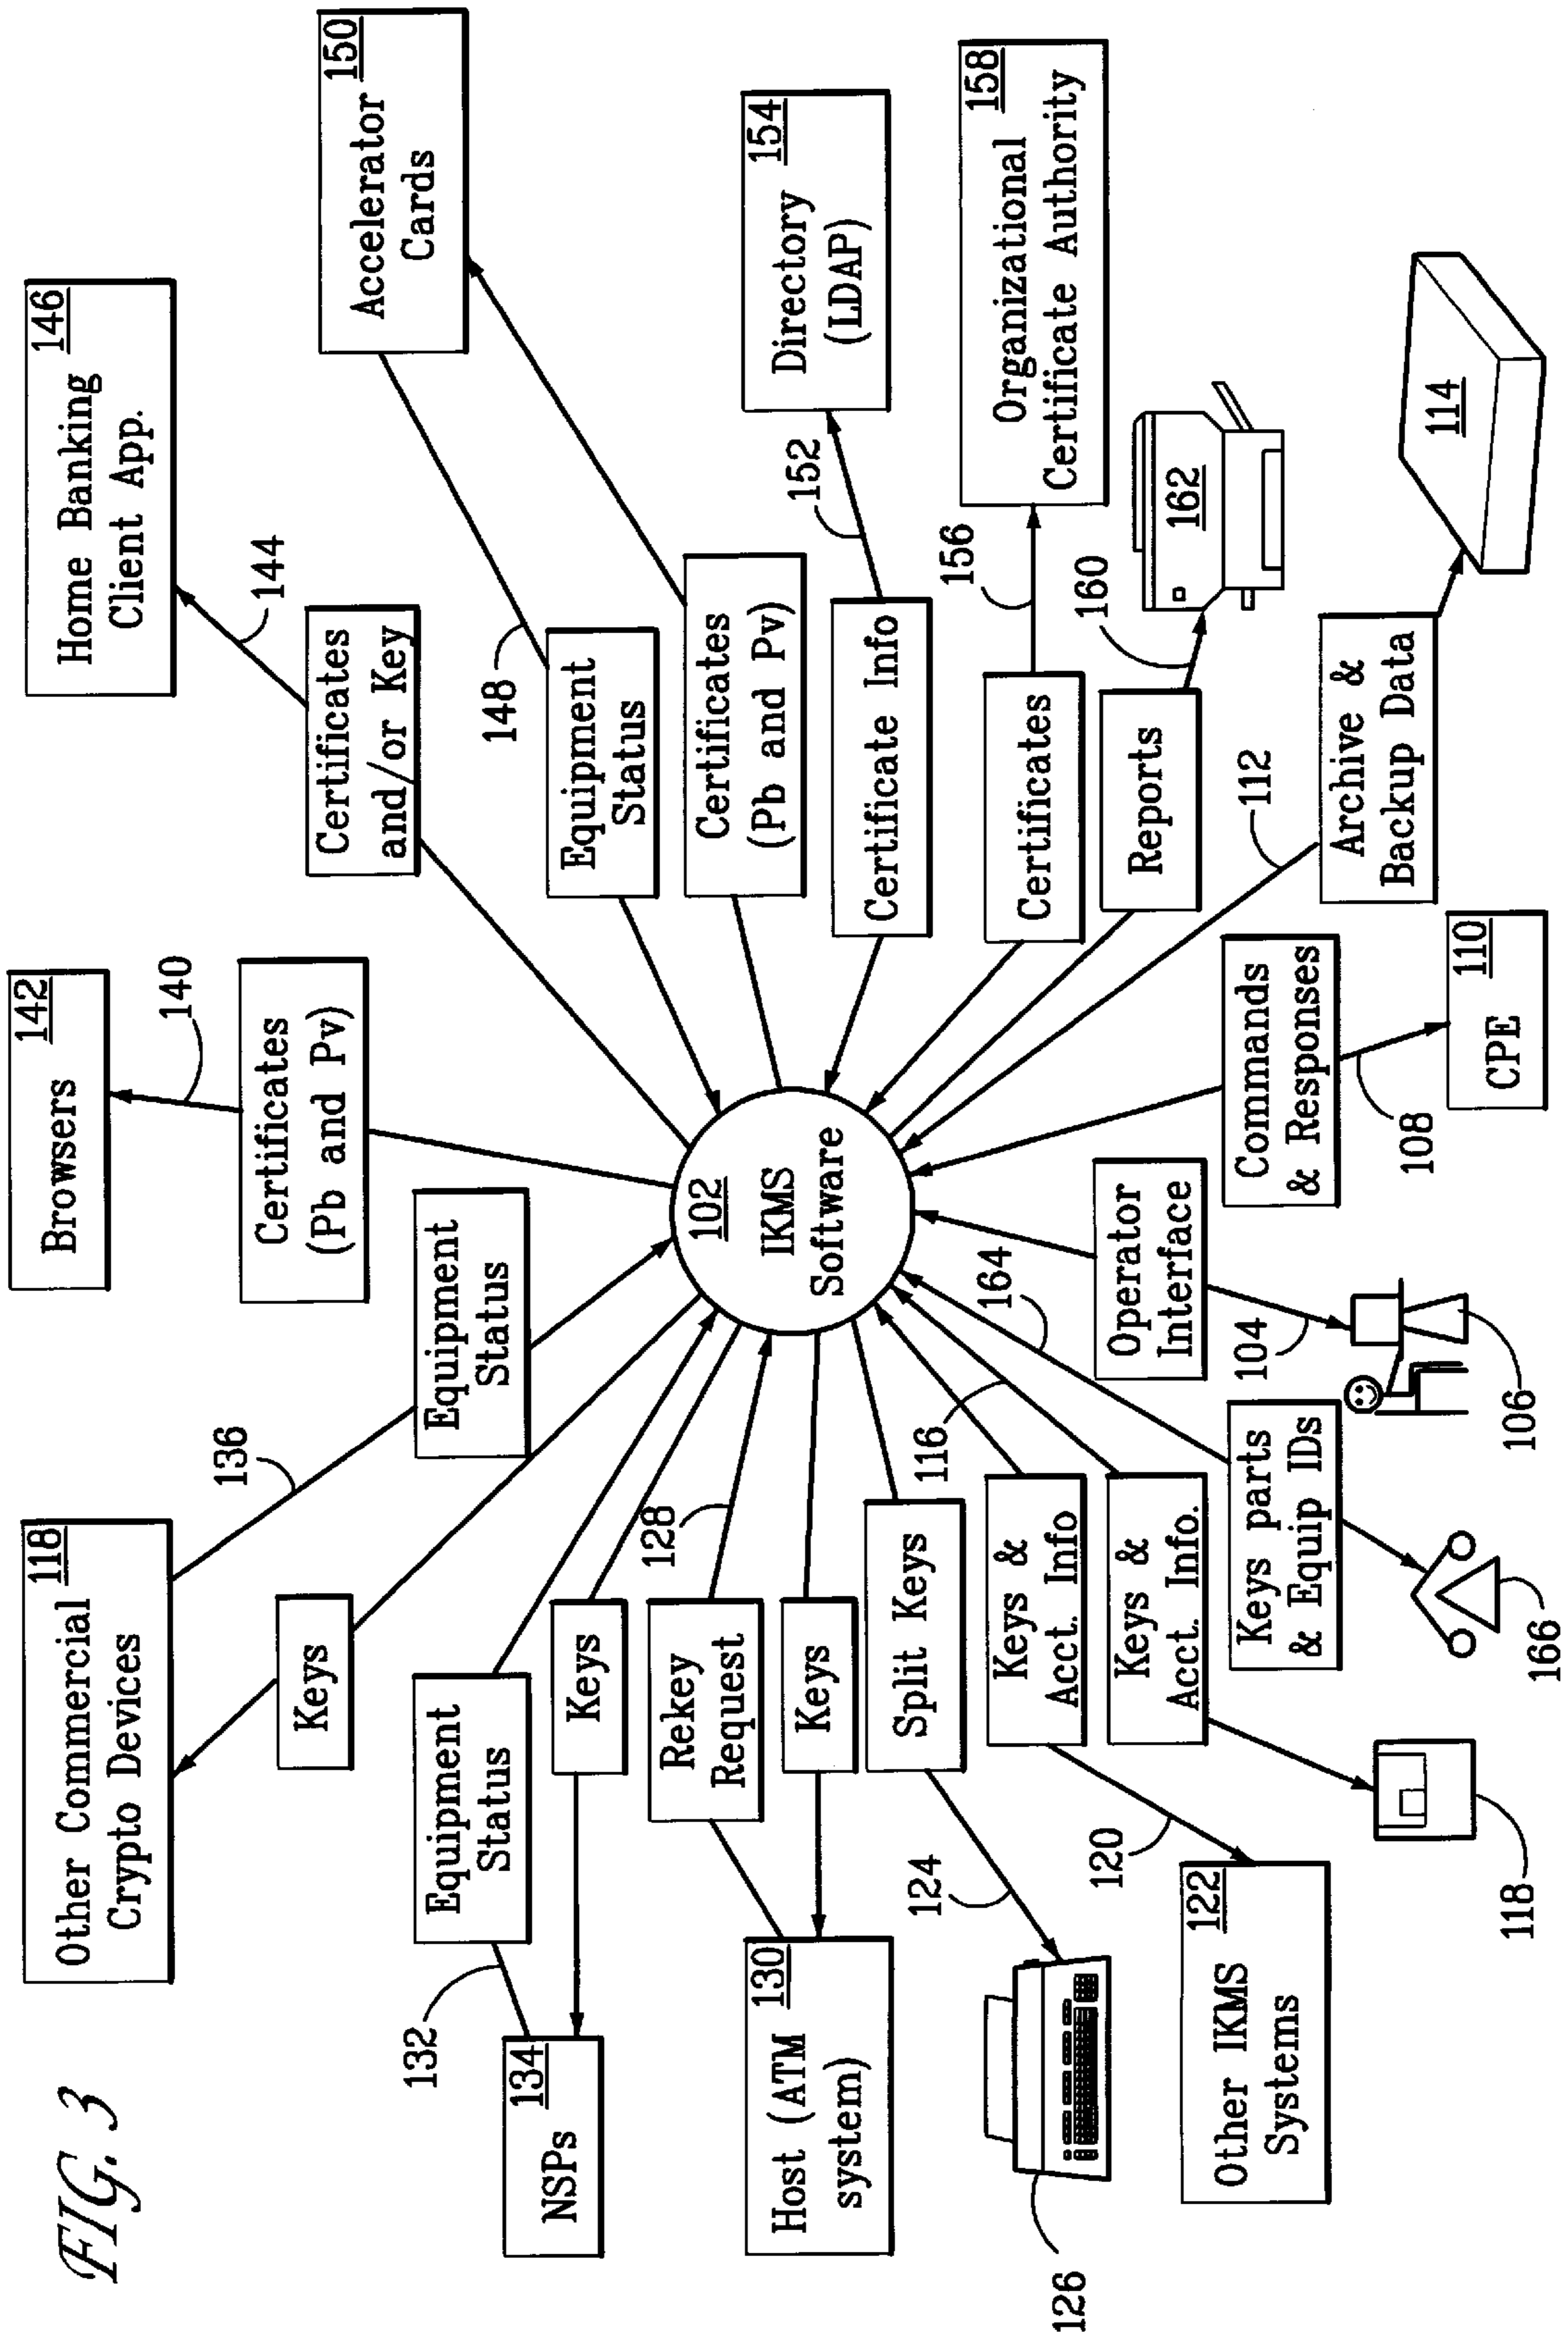 FIG. 3
118
Other Commercial
Crypto Devices
136
142
Browsers
140
146
Home Banking
Client App.
144
Keys
Equipment
Status
Certificates
(Pb and Pv)
Certificates
and/or Key
150
Accelerator
Cards
148
132
Equipment
Status
134
NSPs
Keys
Equipment
Status
128
Rekey
Request
Certificates
(Pb and Pv)
130
Host (ATM
system)
Keys
102
IKMS
Software
Certificate Info
152
154
Directory
(LDAP)
124
Split Keys
126
116
164
Keys &
Acct. Info
Certificates
156
158
Organizational
Certificate Authority
120
122
Other IKMS
Systems
Keys &
Acct. Info.
Operator
Interface
Reports
160
162
118
Keys parts
& Equip IDs
104
106
Commands
& Responses
108
110
CPE
112
Archive &
Backup Data
114
166